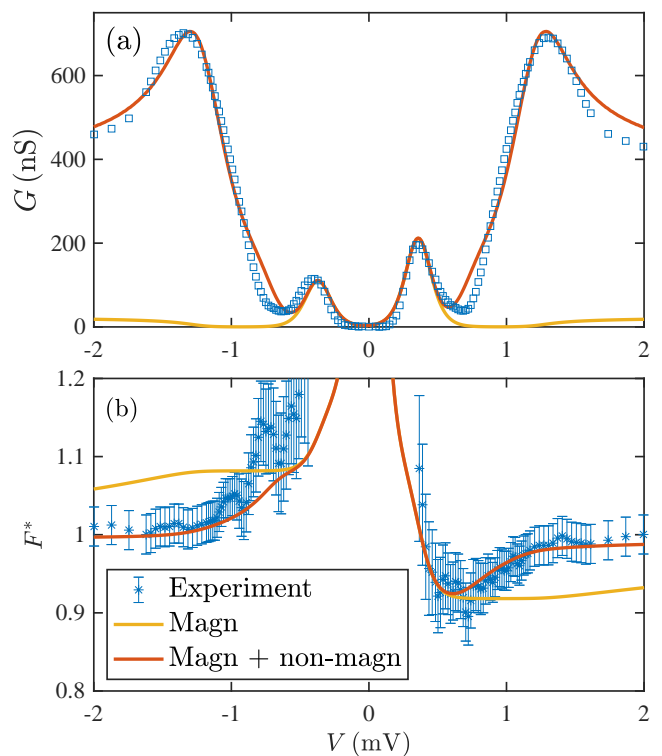 (a)
600
400
200
0
G (nS)
-2 -1 0 1 2
(b)
1.2
1.1
1
0.9
0.8
F*
Experiment
Magn
Magn + non-magn
-2 -1 0 1 2
V (mV)